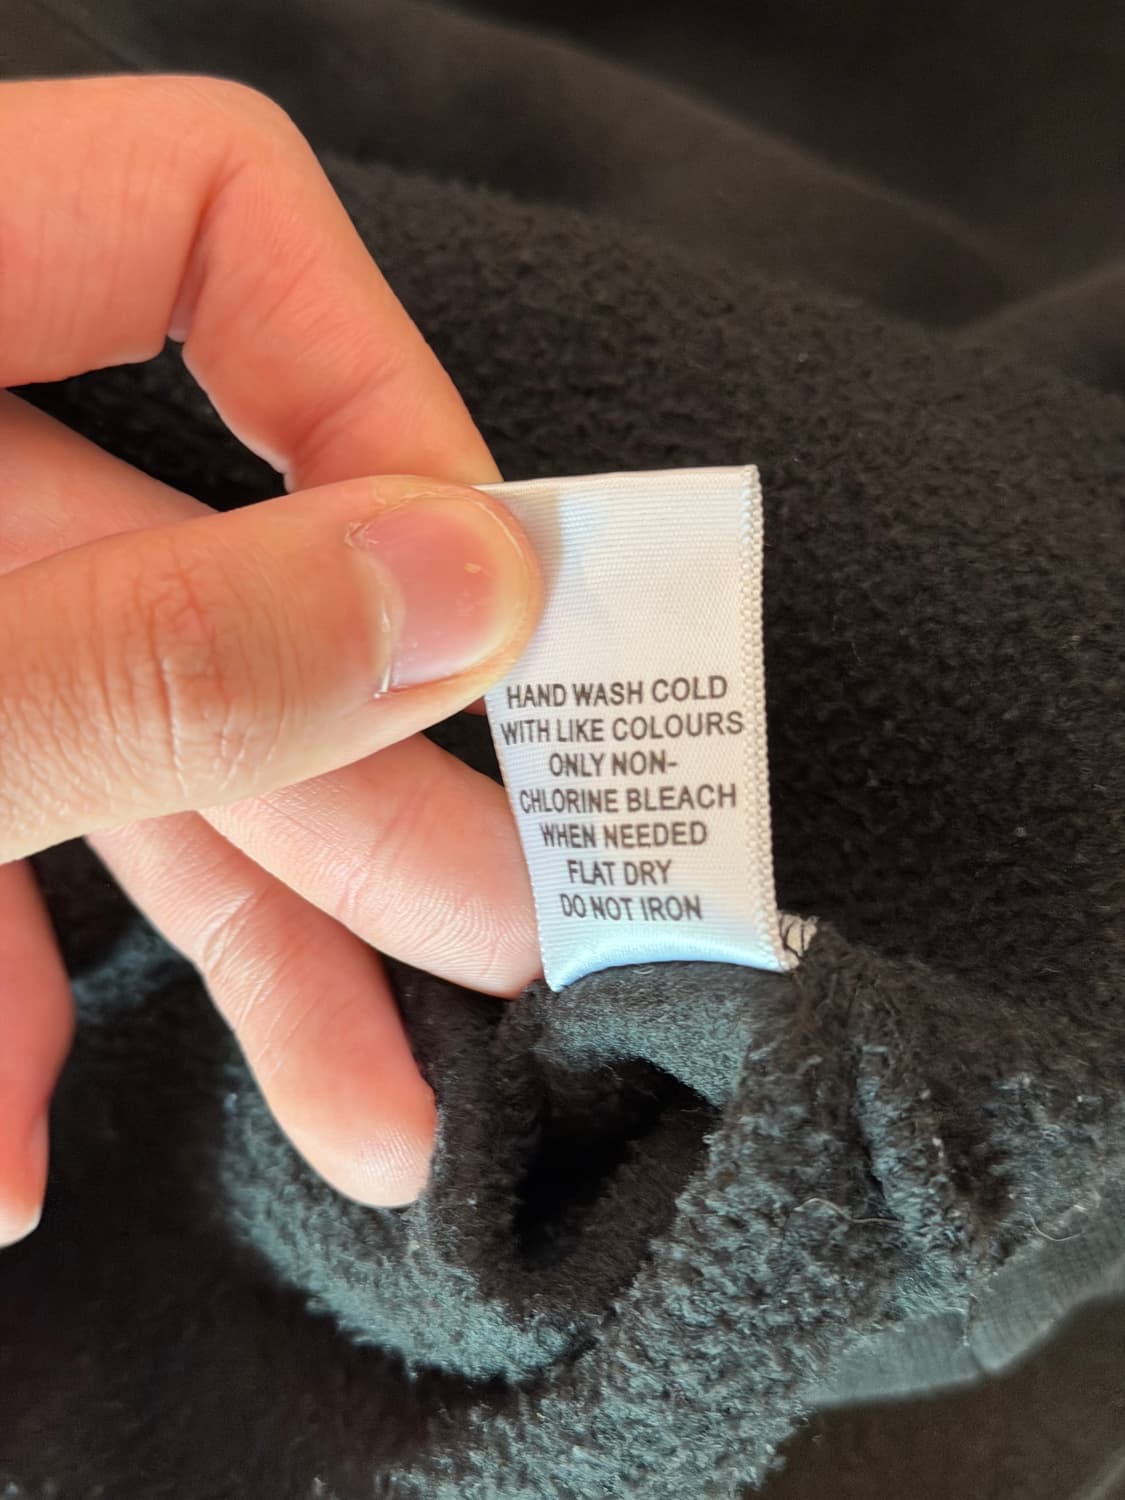 HAND WASH COLD
WITH LIKE COLOURS
ONLY NON-
CHLORINE BLEACH
WHEN NEEDED
FLAT DRY
DO NOT IRON